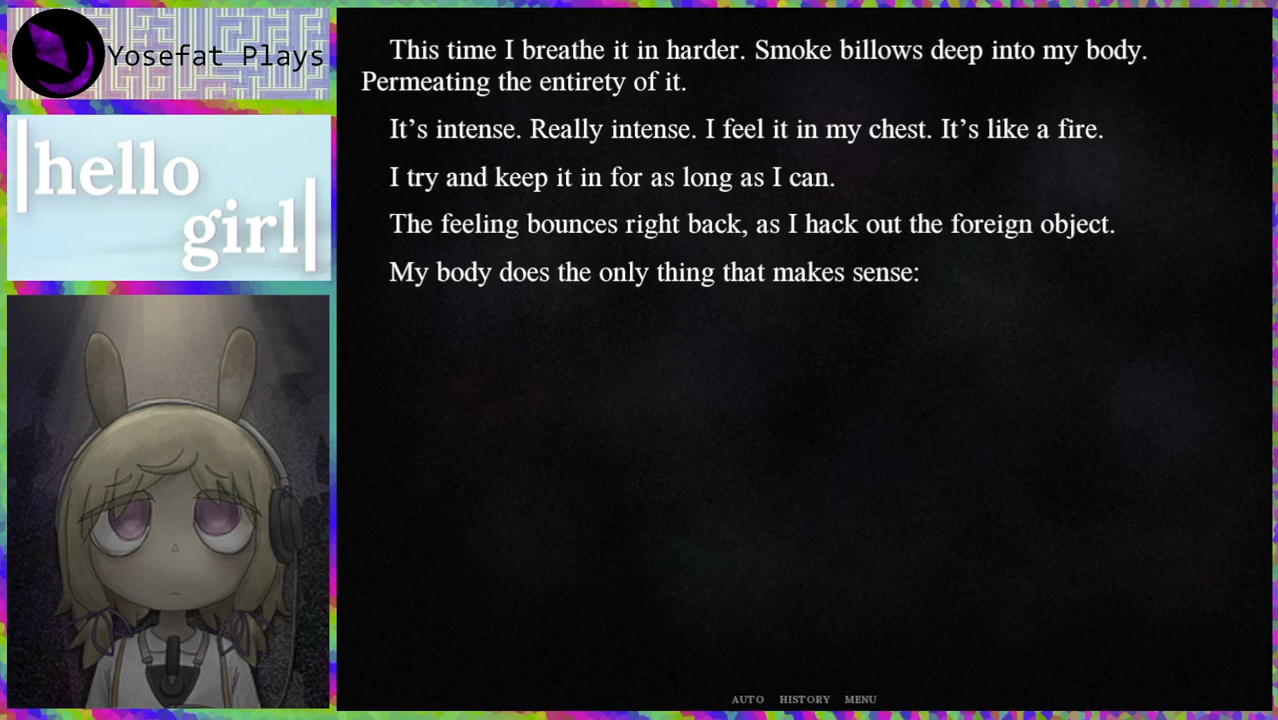 Yosefat Plays
|hello
girl|
This time I breathe it in harder. Smoke billows deep into my body.
Permeating the entirety of it.
It’s intense. Really intense. I feel it in my chest. It’s like a fire.
I try and keep it in for as long as I can.
The feeling bounces right back, as I hack out the foreign object.
My body does the only thing that makes sense:
AUTO HISTORY MENU